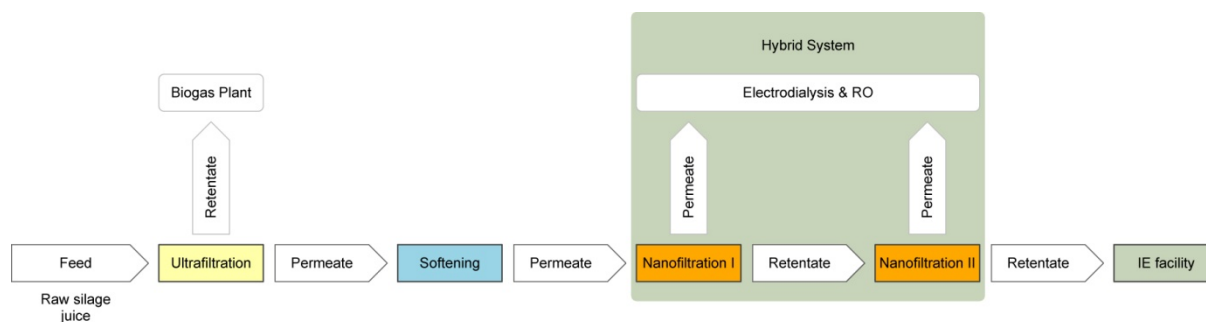 Hybrid System
Biogas Plant
Electrodialysis & RO
Retentate
Permeate
Permeate
Feed
Ultrafiltration
Permeate
Softening
Permeate
Nanofiltration I
Retentate
Nanofiltration II
Retentate
IE facility
Raw silage
juice